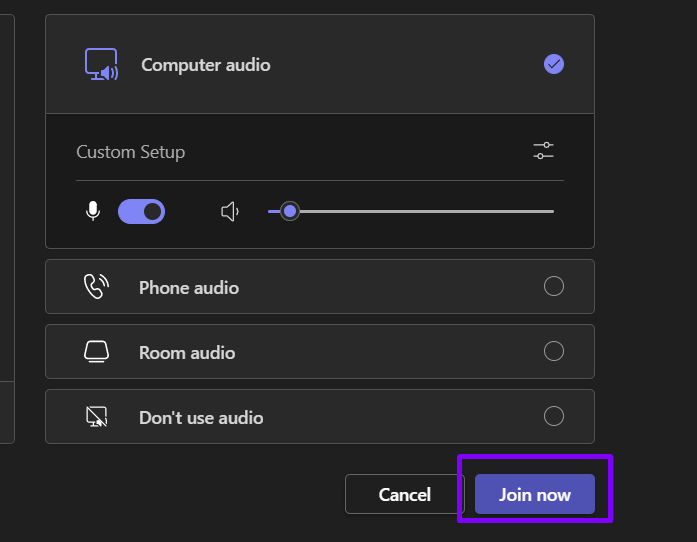 Computer audio
Custom Setup
Phone audio
Room audio
Don't use audio
Cancel
Join now